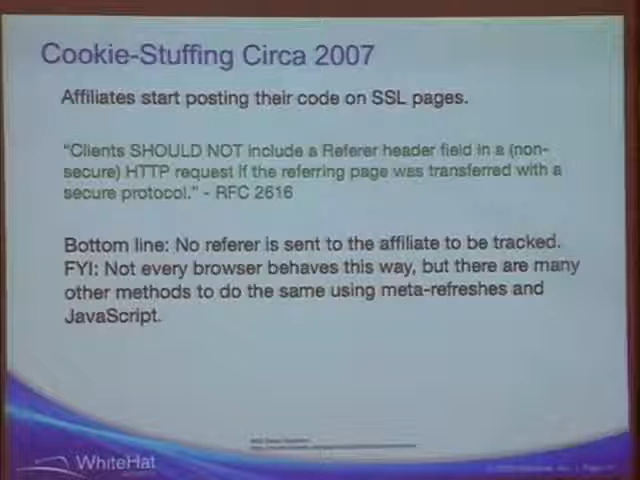 Cookie-Stuffing Circa 2007
Affiliates start posting their code on SSL pages.
"Clients SHOULD NOT include a Referer header field in a (non-
secure) HTTP request if the referring page was transferred with a
secure protocol." - RFC 2616
Bottom line: No referer is sent to the affiliate to be tracked.
FYI: Not every browser behaves this way, but there are many
other methods to do the same using meta-refreshes and
JavaScript.
WhiteHat